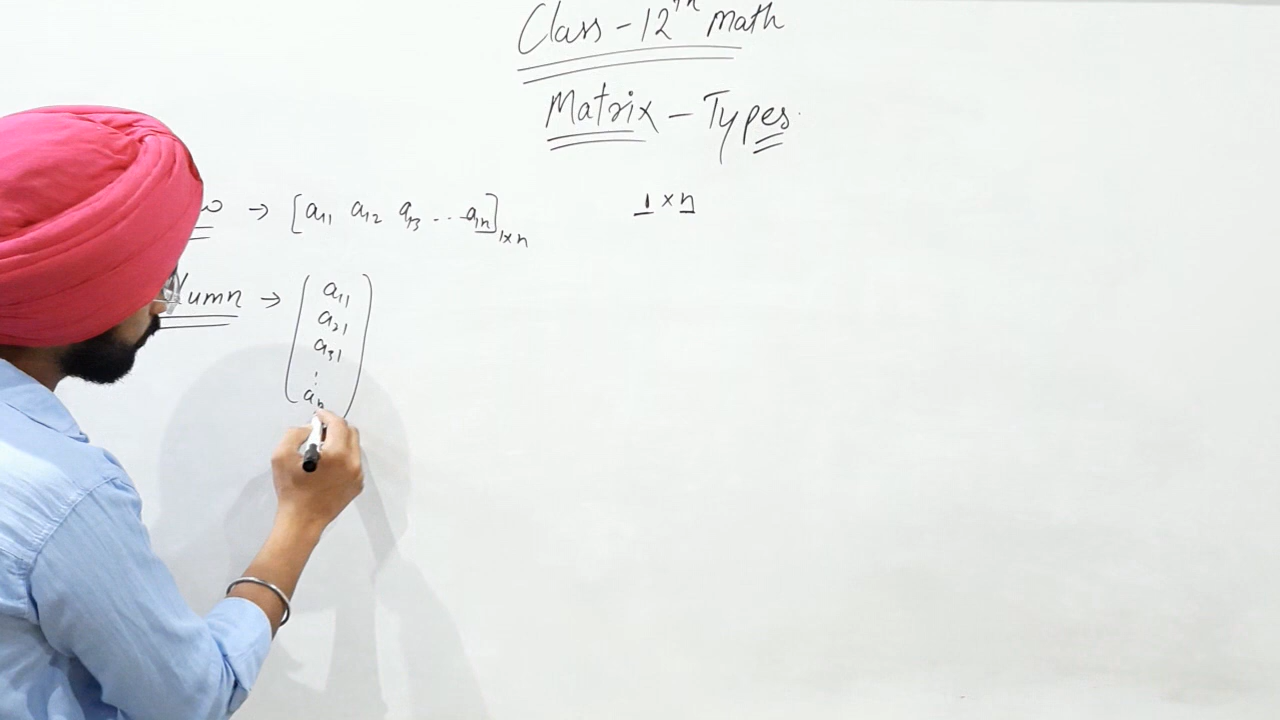 Class - 12th Math
Matrix - Types
→ [a11 a12 a13 ... a1n]1×n
1 × n
→ (a11
a21
a31
⋮
an)